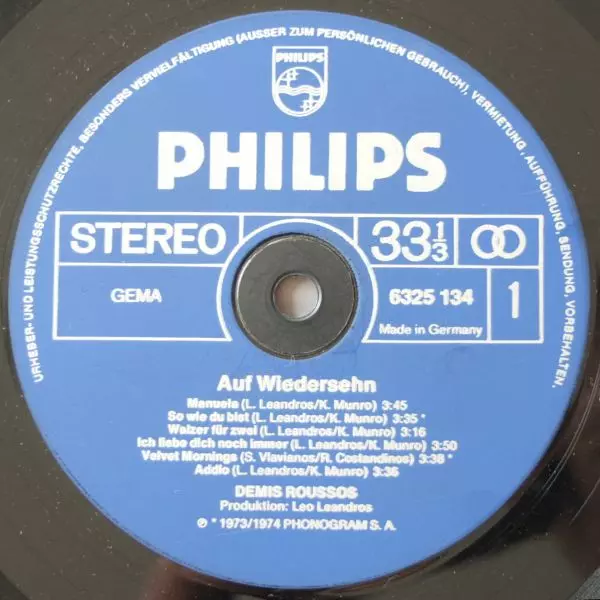 URHEBER- UND LEISTUNGSSCHUTZRECHTE, BESONDERS VERVIELFÄLTIGUNG (AUSSER ZUM PERSÖNLICHEN GEBRAUCH), VERMIETUNG, AUFFÜHRUNG, SENDUNG, VORBEHALTEN.
PHILIPS
PHILIPS
STEREO 33⅓
GEMA 6325 134 1
Made in Germany
Auf Wiedersehn
Manuela (L. Leandros/K. Munro) 3:45
So wie du bist (L. Leandros/K. Munro) 3:35 *
Walzer für zwei (L. Leandros/K. Munro) 3:16
Ich liebe dich noch immer (L. Leandros/K. Munro) 3:50
Velvet Mornings (S. Vlavianos/R. Costandinos) 3:38 *
Addio (L. Leandros/K. Munro) 3:36
DEMIS ROUSSOS
Produktion: Leo Leandros
℗ * 1973/1974 PHONOGRAM S. A.